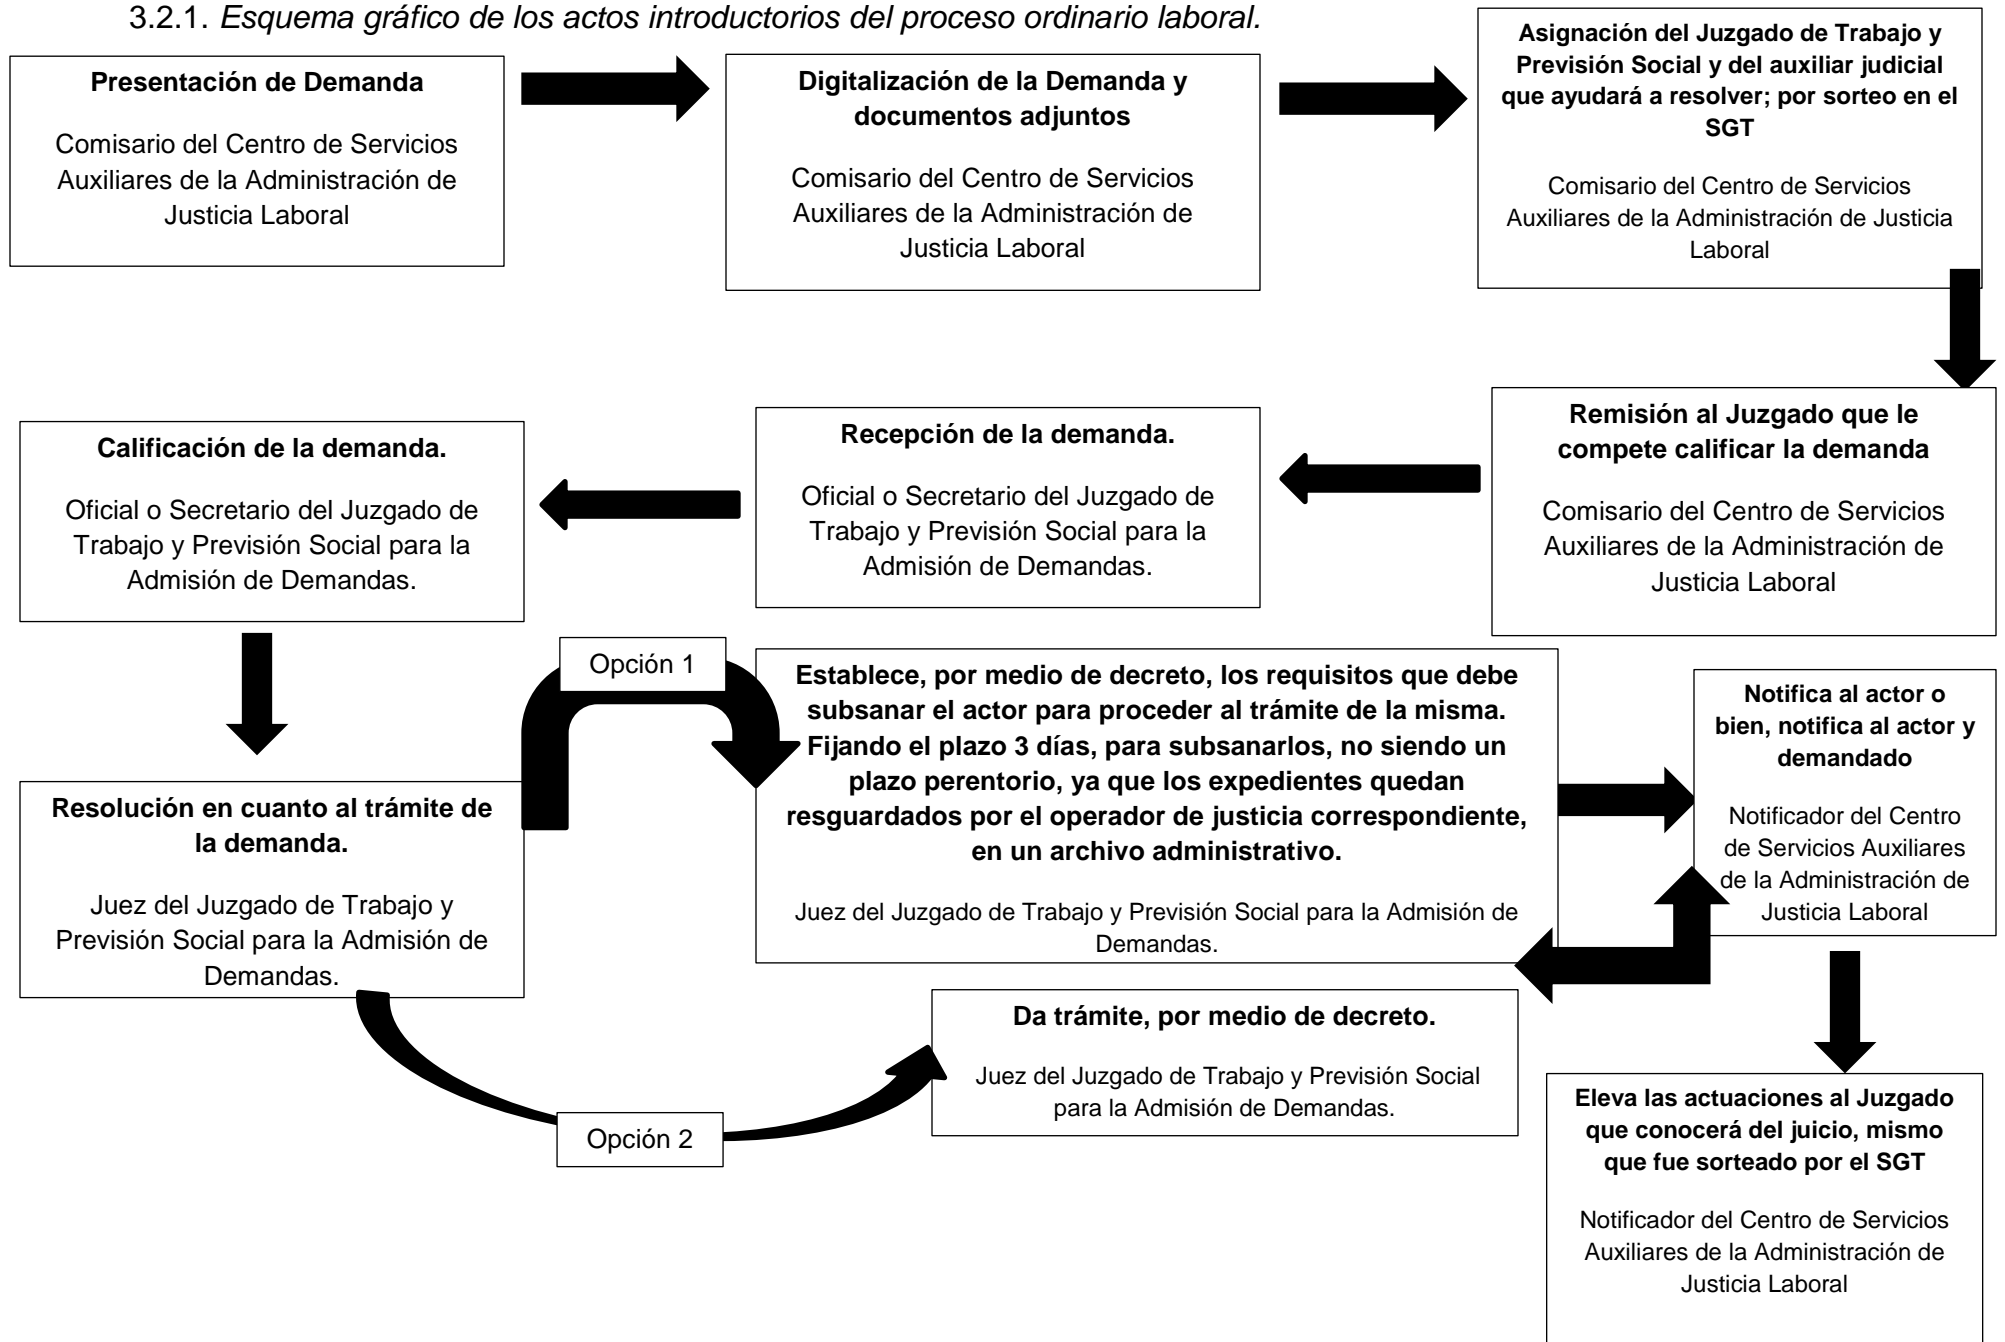 3.2.1. Esquema gráfico de los actos introductorios del proceso ordinario laboral.
Presentación de Demanda
Comisario del Centro de Servicios
Auxiliares de la Administración de
Justicia Laboral
Digitalización de la Demanda y
documentos adjuntos
Comisario del Centro de Servicios
Auxiliares de la Administración de
Justicia Laboral
Asignación del Juzgado de Trabajo y
Previsión Social y del auxiliar judicial
que ayudará a resolver; por sorteo en el
SGT
Comisario del Centro de Servicios
Auxiliares de la Administración de Justicia
Laboral
Remisión al Juzgado que le
compete calificar la demanda
Comisario del Centro de Servicios
Auxiliares de la Administración de
Justicia Laboral
Recepción de la demanda.
Oficial o Secretario del Juzgado de
Trabajo y Previsión Social para la
Admisión de Demandas.
Calificación de la demanda.
Oficial o Secretario del Juzgado de
Trabajo y Previsión Social para la
Admisión de Demandas.
Resolución en cuanto al trámite de
la demanda.
Juez del Juzgado de Trabajo y
Previsión Social para la Admisión de
Demandas.
Opción 1
Establece, por medio de decreto, los requisitos que debe
subsanar el actor para proceder al trámite de la misma.
Fijando el plazo 3 días, para subsanarlos, no siendo un
plazo perentorio, ya que los expedientes quedan
resguardados por el operador de justicia correspondiente,
en un archivo administrativo.
Juez del Juzgado de Trabajo y Previsión Social para la Admisión de
Demandas.
Opción 2
Da trámite, por medio de decreto.
Juez del Juzgado de Trabajo y Previsión Social
para la Admisión de Demandas.
Notifica al actor o
bien, notifica al actor y
demandado
Notificador del Centro
de Servicios Auxiliares
de la Administración de
Justicia Laboral
Eleva las actuaciones al Juzgado
que conocerá del juicio, mismo
que fue sorteado por el SGT
Notificador del Centro de Servicios
Auxiliares de la Administración de
Justicia Laboral